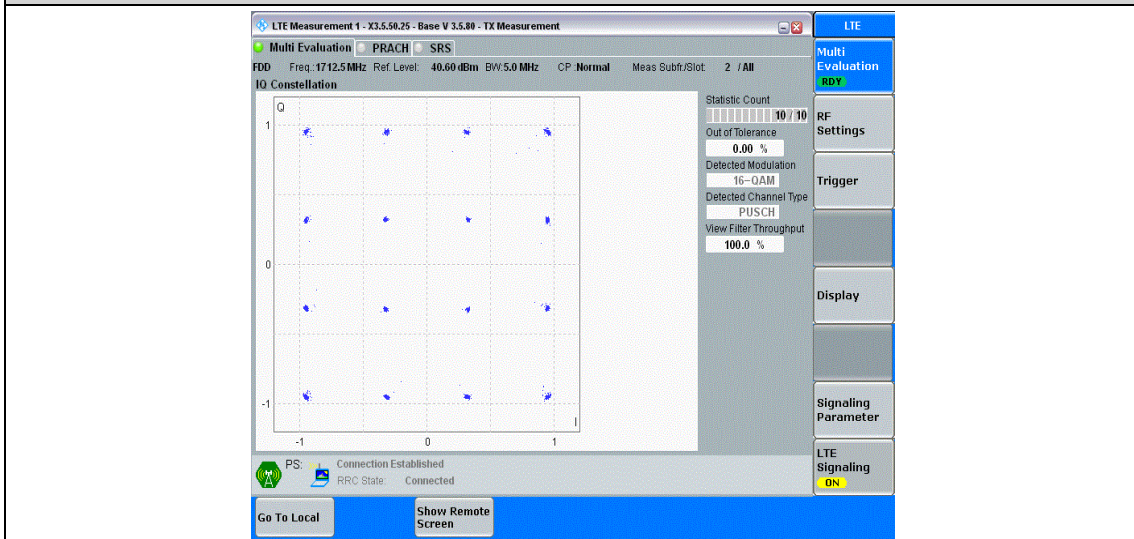 LTE Measurement 1 - X3.5.50.25 - Base V 3.5.80 - TX Measurement
LTE
Multi Evaluation PRACH SRS
Multi
Evaluation
RDY
FDD Freq.:1712.5 MHz Ref. Level: 40.60 dBm BW:5.0 MHz CP :Normal Meas Subfr./Slot: 2 / All
IQ Constellation
Q
1
0
-1
-1 0 1
I
Statistic Count
10 / 10
Out of Tolerance
0.00 %
Detected Modulation
16-QAM
Detected Channel Type
PUSCH
View Filter Throughput
100.0 %
RF
Settings
Trigger
Display
Signaling
Parameter
LTE
Signaling
ON
PS: Connection Established
RRC State: Connected
Go To Local
Show Remote
Screen